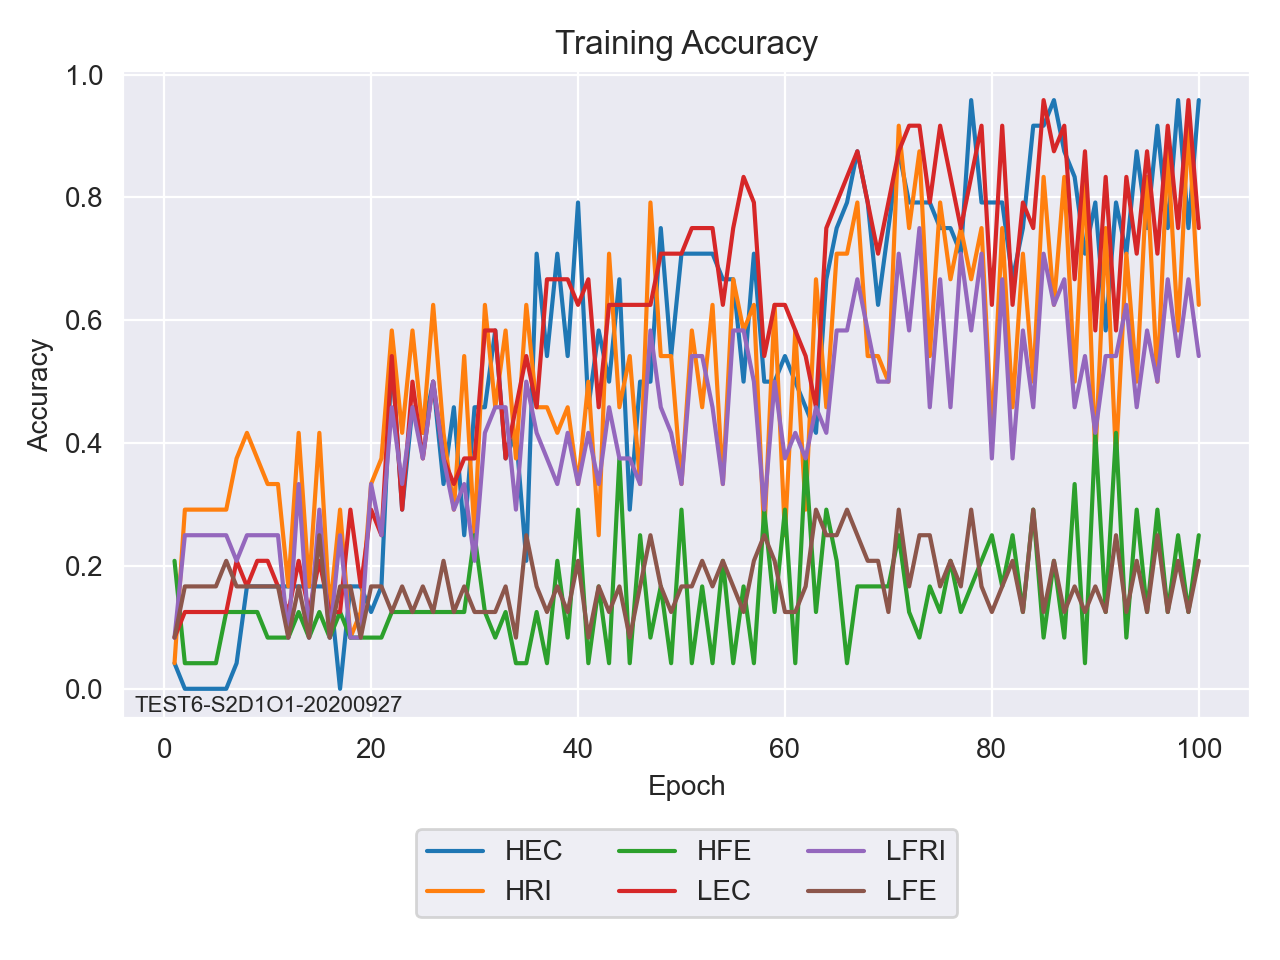 Training Accuracy
1.0
0.8
0.6
0.4
0.2
0.0
Accuracy
TEST6-S2D1O1-20200927
0 20 40 60 80 100
Epoch
HEC HFE LFRI
HRI LEC LFE